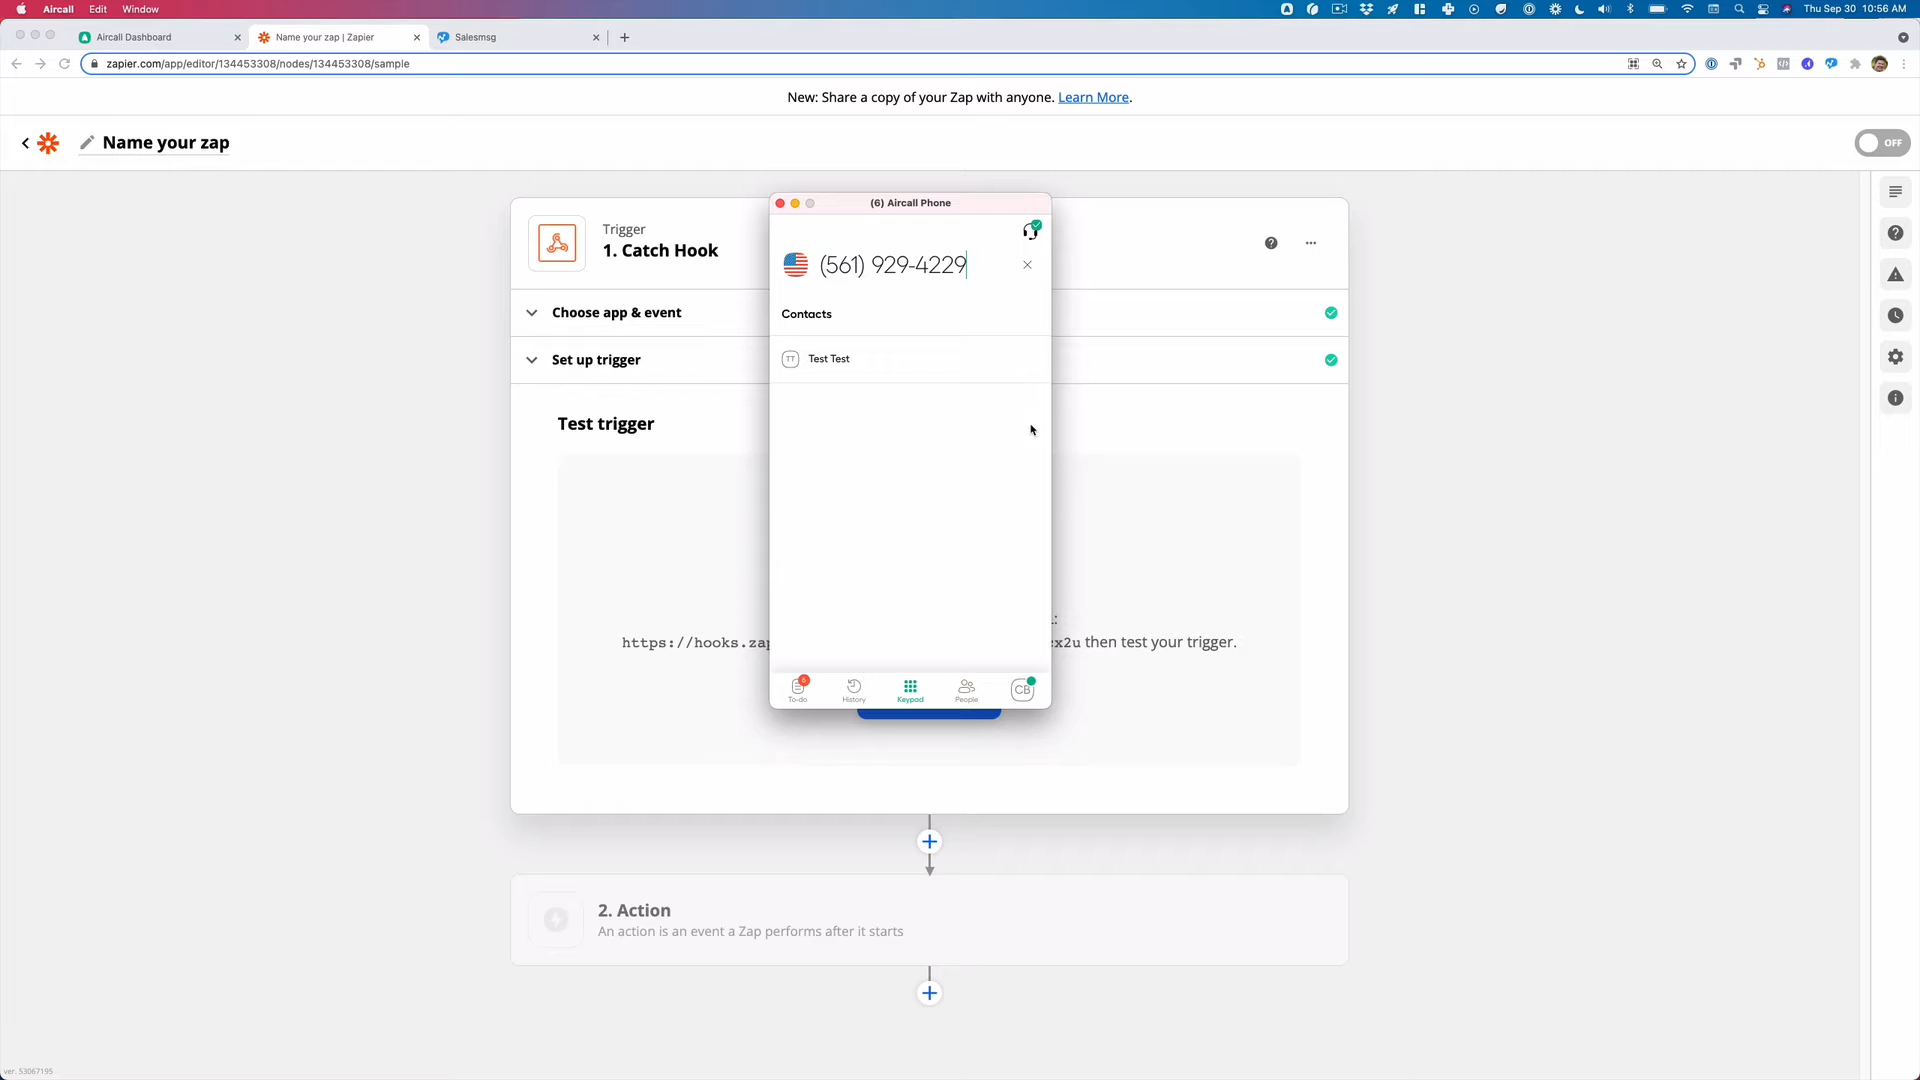 Aircall Edit Window
Thu Sep 30 10:56 AM
Aircall Dashboard
Name your zap | Zapier
Salesmsg
zapier.com/app/editor/134453308/nodes/134453308/sample
New: Share a copy of your Zap with anyone. Learn More.
Name your zap
OFF
(6) Aircall Phone
Trigger
1. Catch Hook
(561) 929-4229
Choose app & event
Contacts
Set up trigger
TT Test Test
Test trigger
:
https://hooks.zap
x2u then test your trigger.
6
To-do
History
Keypad
People
CB
2. Action
An action is an event a Zap performs after it starts
ver. 53067195